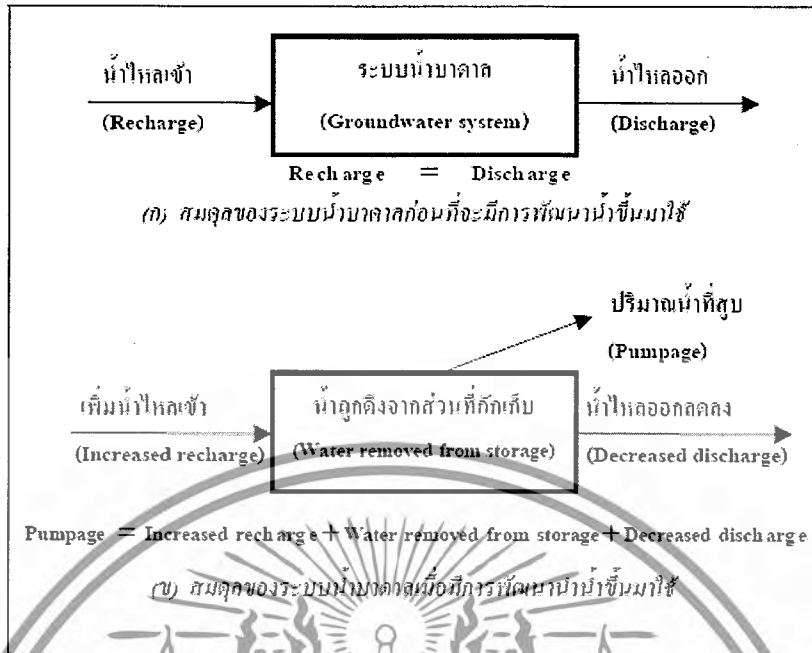 น้ำไหลเข้า
(Recharge)
ระบบน้ำบาดาล
(Groundwater system)
น้ำไหลออก
(Discharge)
Recharge = Discharge
(ก) สมดุลของระบบน้ำบาดาลก่อนที่จะมีการพัฒนาน้ำขึ้นมาใช้
ปริมาณน้ำที่สูบ
(Pumpage)
เพิ่มน้ำไหลเข้า
(Increased recharge)
น้ำถูกดึงจากส่วนที่กักเก็บ
(Water removed from storage)
น้ำไหลออกลดลง
(Decreased discharge)
Pumpage = Increased recharge + Water removed from storage + Decreased discharge
(ข) สมดุลของระบบน้ำบาดาลเมื่อมีการพัฒนานำน้ำขึ้นมาใช้